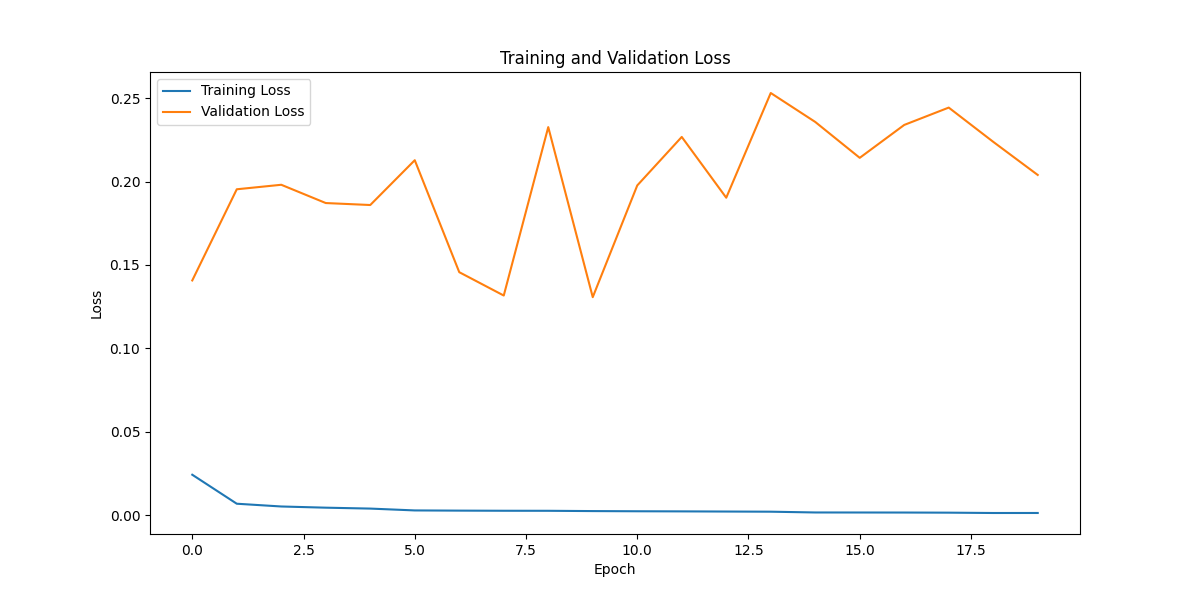 Training and Validation Loss
Training Loss
Validation Loss
0.25
0.20
0.15
0.10
0.05
0.00
Loss
0.0 2.5 5.0 7.5 10.0 12.5 15.0 17.5
Epoch